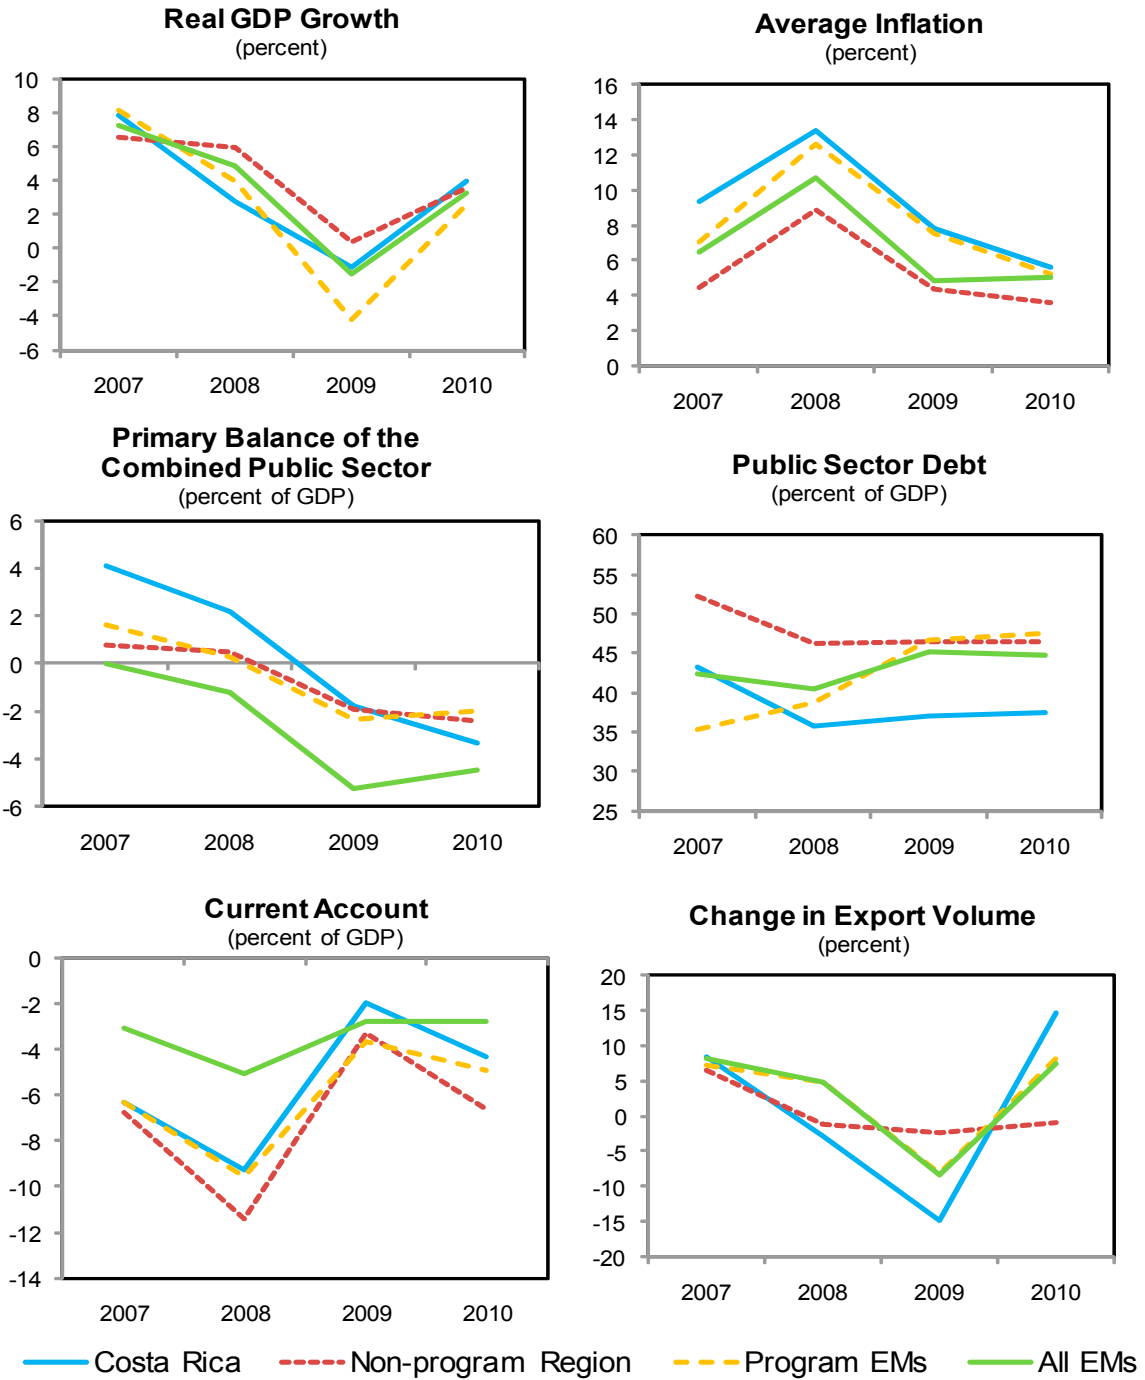 Real GDP Growth
(percent)
10
8
6
4
2
0
-2
-4
-6
2007 2008 2009 2010
Average Inflation
(percent)
16
14
12
10
8
6
4
2
0
2007 2008 2009 2010
Primary Balance of the
Combined Public Sector
(percent of GDP)
6
4
2
0
-2
-4
-6
2007 2008 2009 2010
Public Sector Debt
(percent of GDP)
60
55
50
45
40
35
30
25
2007 2008 2009 2010
Current Account
(percent of GDP)
0
-2
-4
-6
-8
-10
-12
-14
2007 2008 2009 2010
Change in Export Volume
(percent)
20
15
10
5
0
-5
-10
-15
-20
2007 2008 2009 2010
Costa Rica Non-program Region Program EMs All EMs